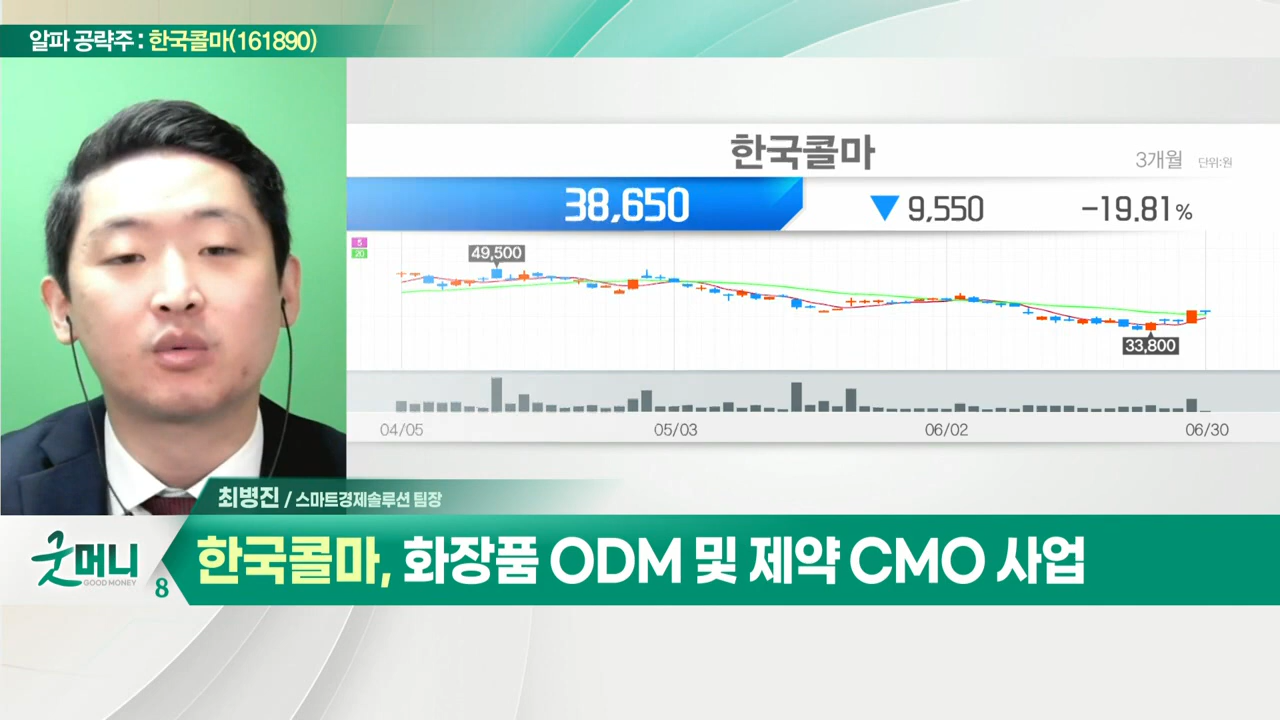 알파 공략주 : 한국콜마(161890)
한국콜마
3개월 단위:원
38,650 ▼ 9,550 -19.81%
5
20
49,500
33,800
04/05 05/03 06/02 06/30
최병진 / 스마트경제솔루션 팀장
굿머니
GOOD MONEY
8
한국콜마, 화장품 ODM 및 제약 CMO 사업